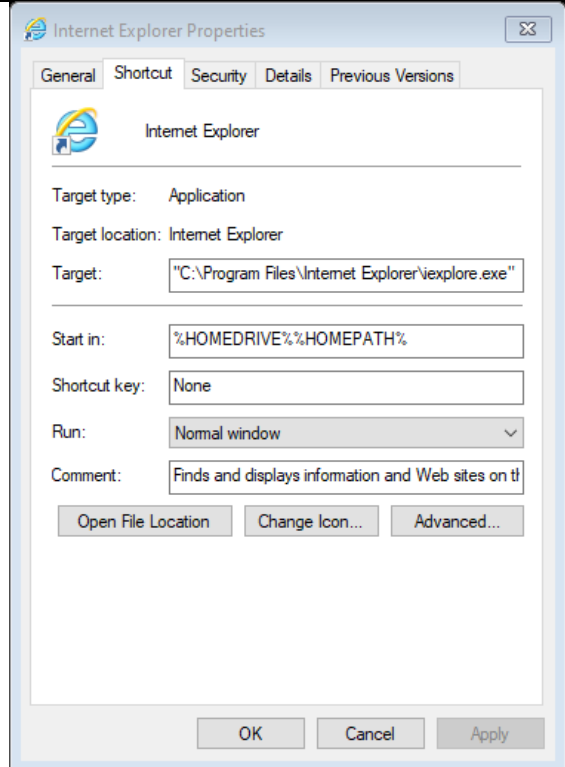 Internet Explorer Properties
General Shortcut Security Details Previous Versions
Internet Explorer
Target type: Application
Target location: Internet Explorer
Target: "C:\Program Files\Internet Explorer\iexplore.exe"
Start in: %HOMEDRIVE%%HOMEPATH%
Shortcut key: None
Run: Normal window
Comment: Finds and displays information and Web sites on th
Open File Location Change Icon... Advanced...
OK Cancel Apply